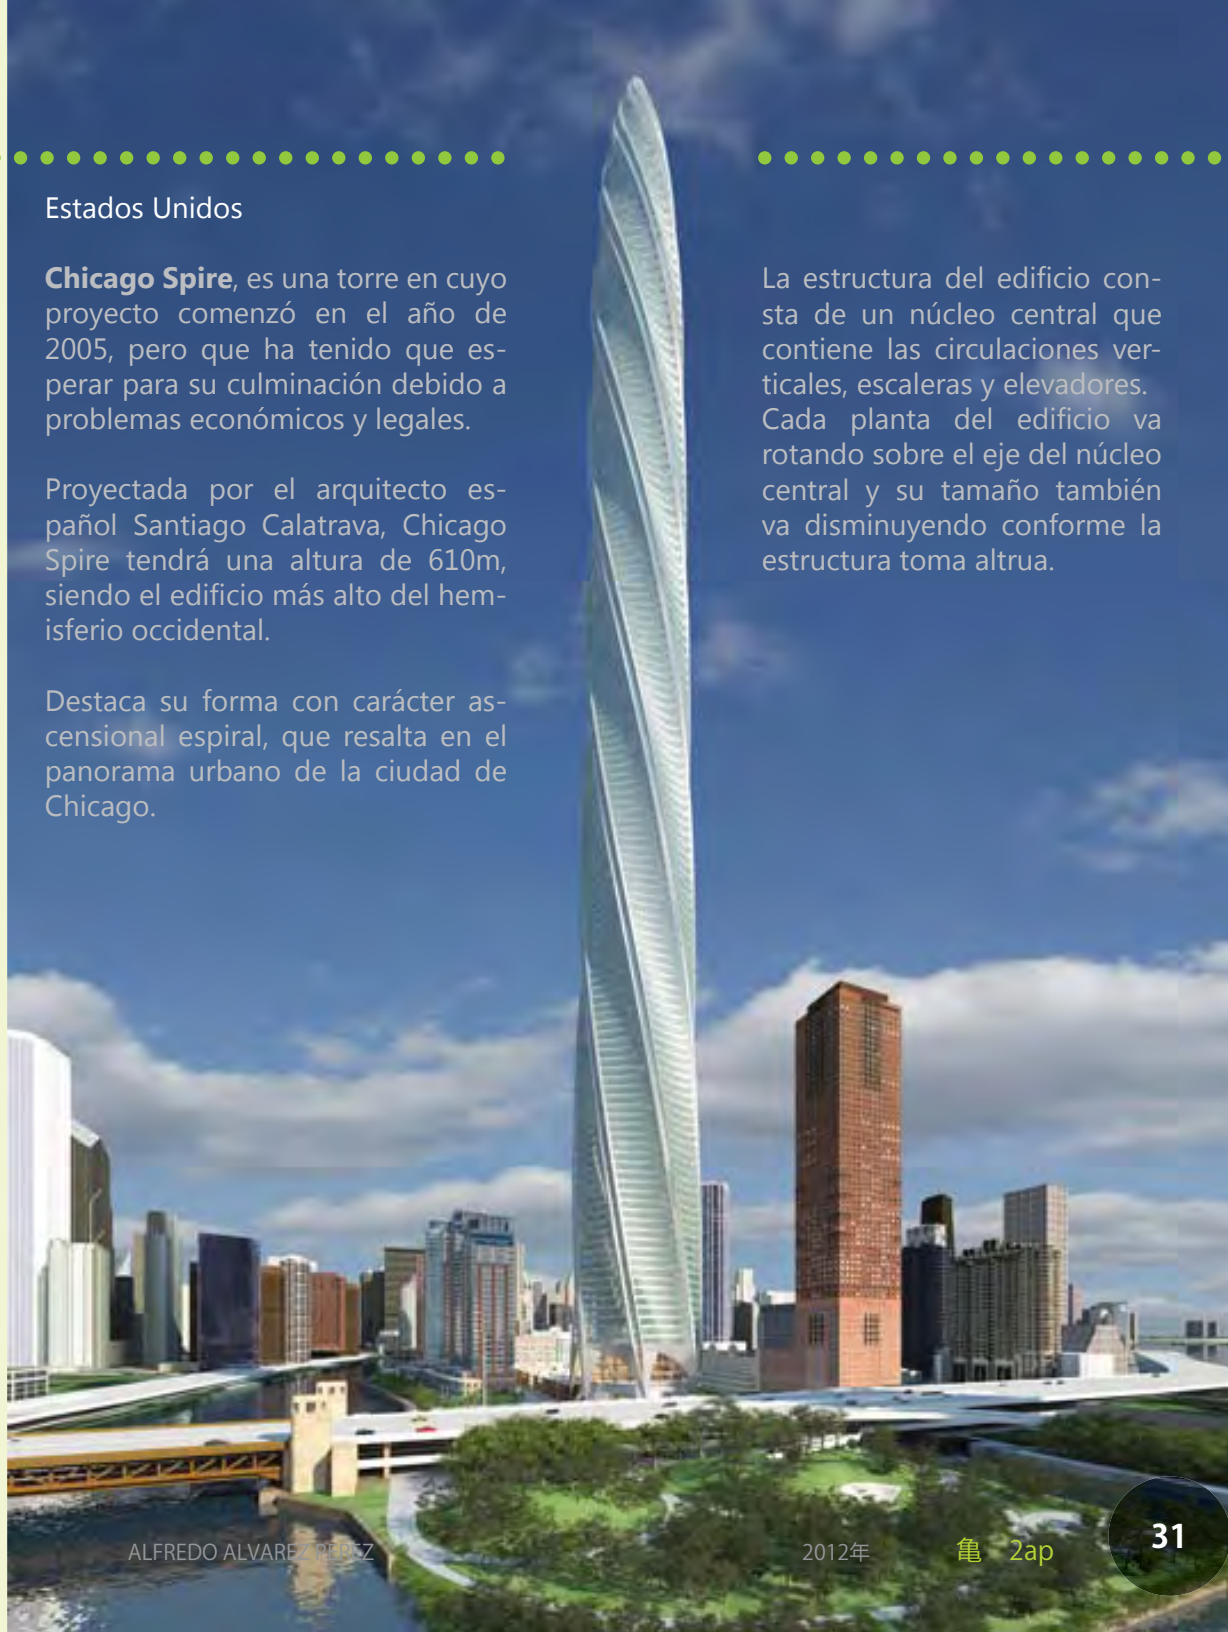 Estados Unidos
Chicago Spire, es una torre en cuyo
proyecto comenzó en el año de
2005, pero que ha tenido que es-
perar para su culminación debido a
problemas económicos y legales.
Proyectada por el arquitecto es-
pañol Santiago Calatrava, Chicago
Spire tendrá una altura de 610m,
siendo el edificio más alto del hem-
isferio occidental.
Destaca su forma con carácter as-
censional espiral, que resalta en el
panorama urbano de la ciudad de
Chicago.
La estructura del edificio con-
sta de un núcleo central que
contiene las circulaciones ver-
ticales, escaleras y elevadores.
Cada planta del edificio va
rotando sobre el eje del núcleo
central y su tamaño también
va disminuyendo conforme la
estructura toma altrua.
ALFREDO ALVAREZ PEREZ
2012年
亀 2ap
31